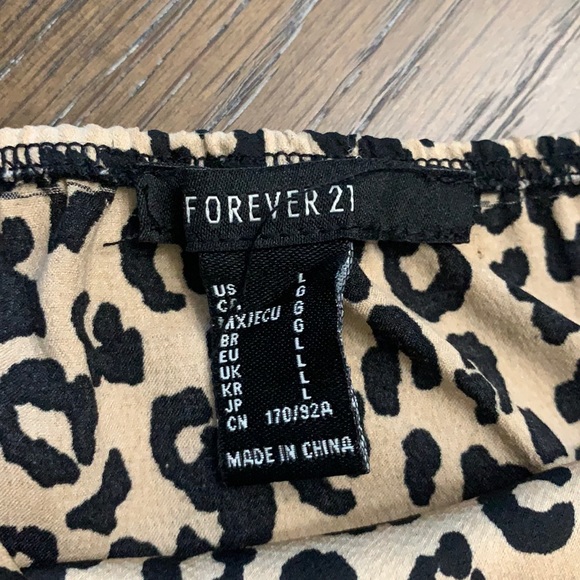 FOREVER 21
US L
CA. G
MX/ECU G
BR G
EU L
UK L
KR L
JP L
CN 170/92A
MADE IN CHINA